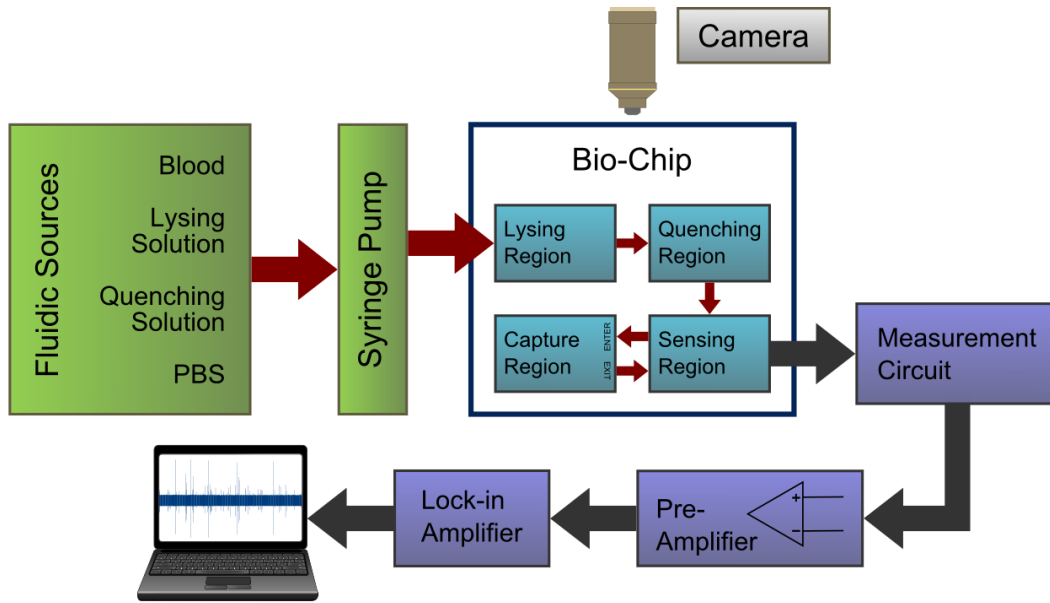 Camera
Fluidic Sources
Blood
Lysing
Solution
Quenching
Solution
PBS
Syringe Pump
Bio-Chip
Lysing
Region
Quenching
Region
Capture
Region
ENTER
EXIT
Sensing
Region
Measurement
Circuit
Lock-in
Amplifier
Pre-
Amplifier
+
-